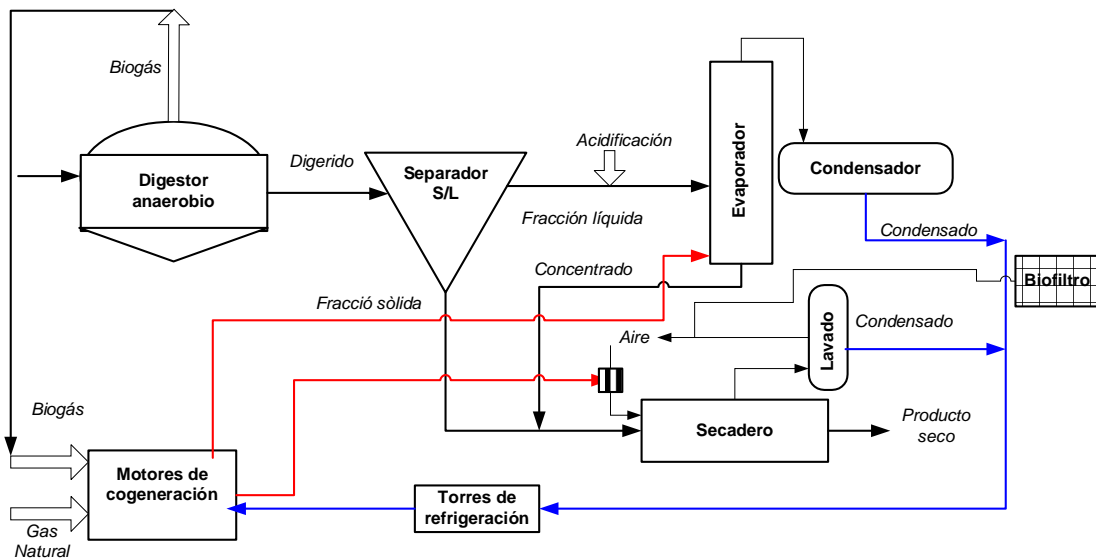 Biogás
Digestor
anaerobio
Digerido
Separador
S/L
Acidificación
Fracción líquida
Evaporador
Condensador
Condensado
Biofiltro
Concentrado
Fracció sòlida
Aire
Lavado
Condensado
Secadero
Producto
seco
Biogás
Motores de
cogeneración
Gas
Natural
Torres de
refrigeración